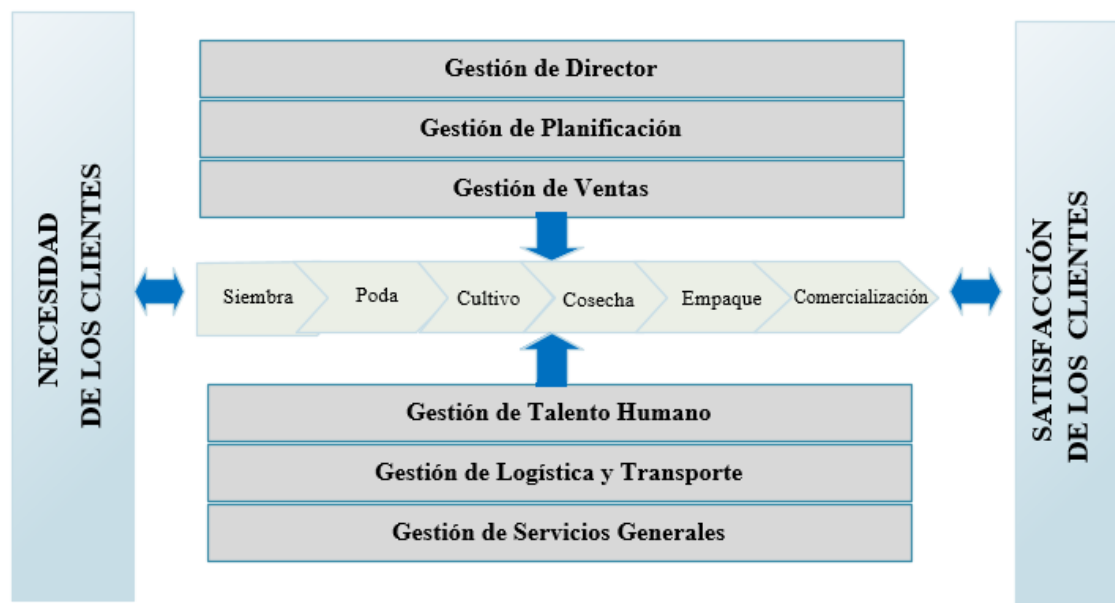 NECESIDAD
DE LOS CLIENTES
Gestión de Director
Gestión de Planificación
Gestión de Ventas
Siembra
Poda
Cultivo
Cosecha
Empaque
Comercialización
Gestión de Talento Humano
Gestión de Logística y Transporte
Gestión de Servicios Generales
SATISFACCIÓN
DE LOS CLIENTES